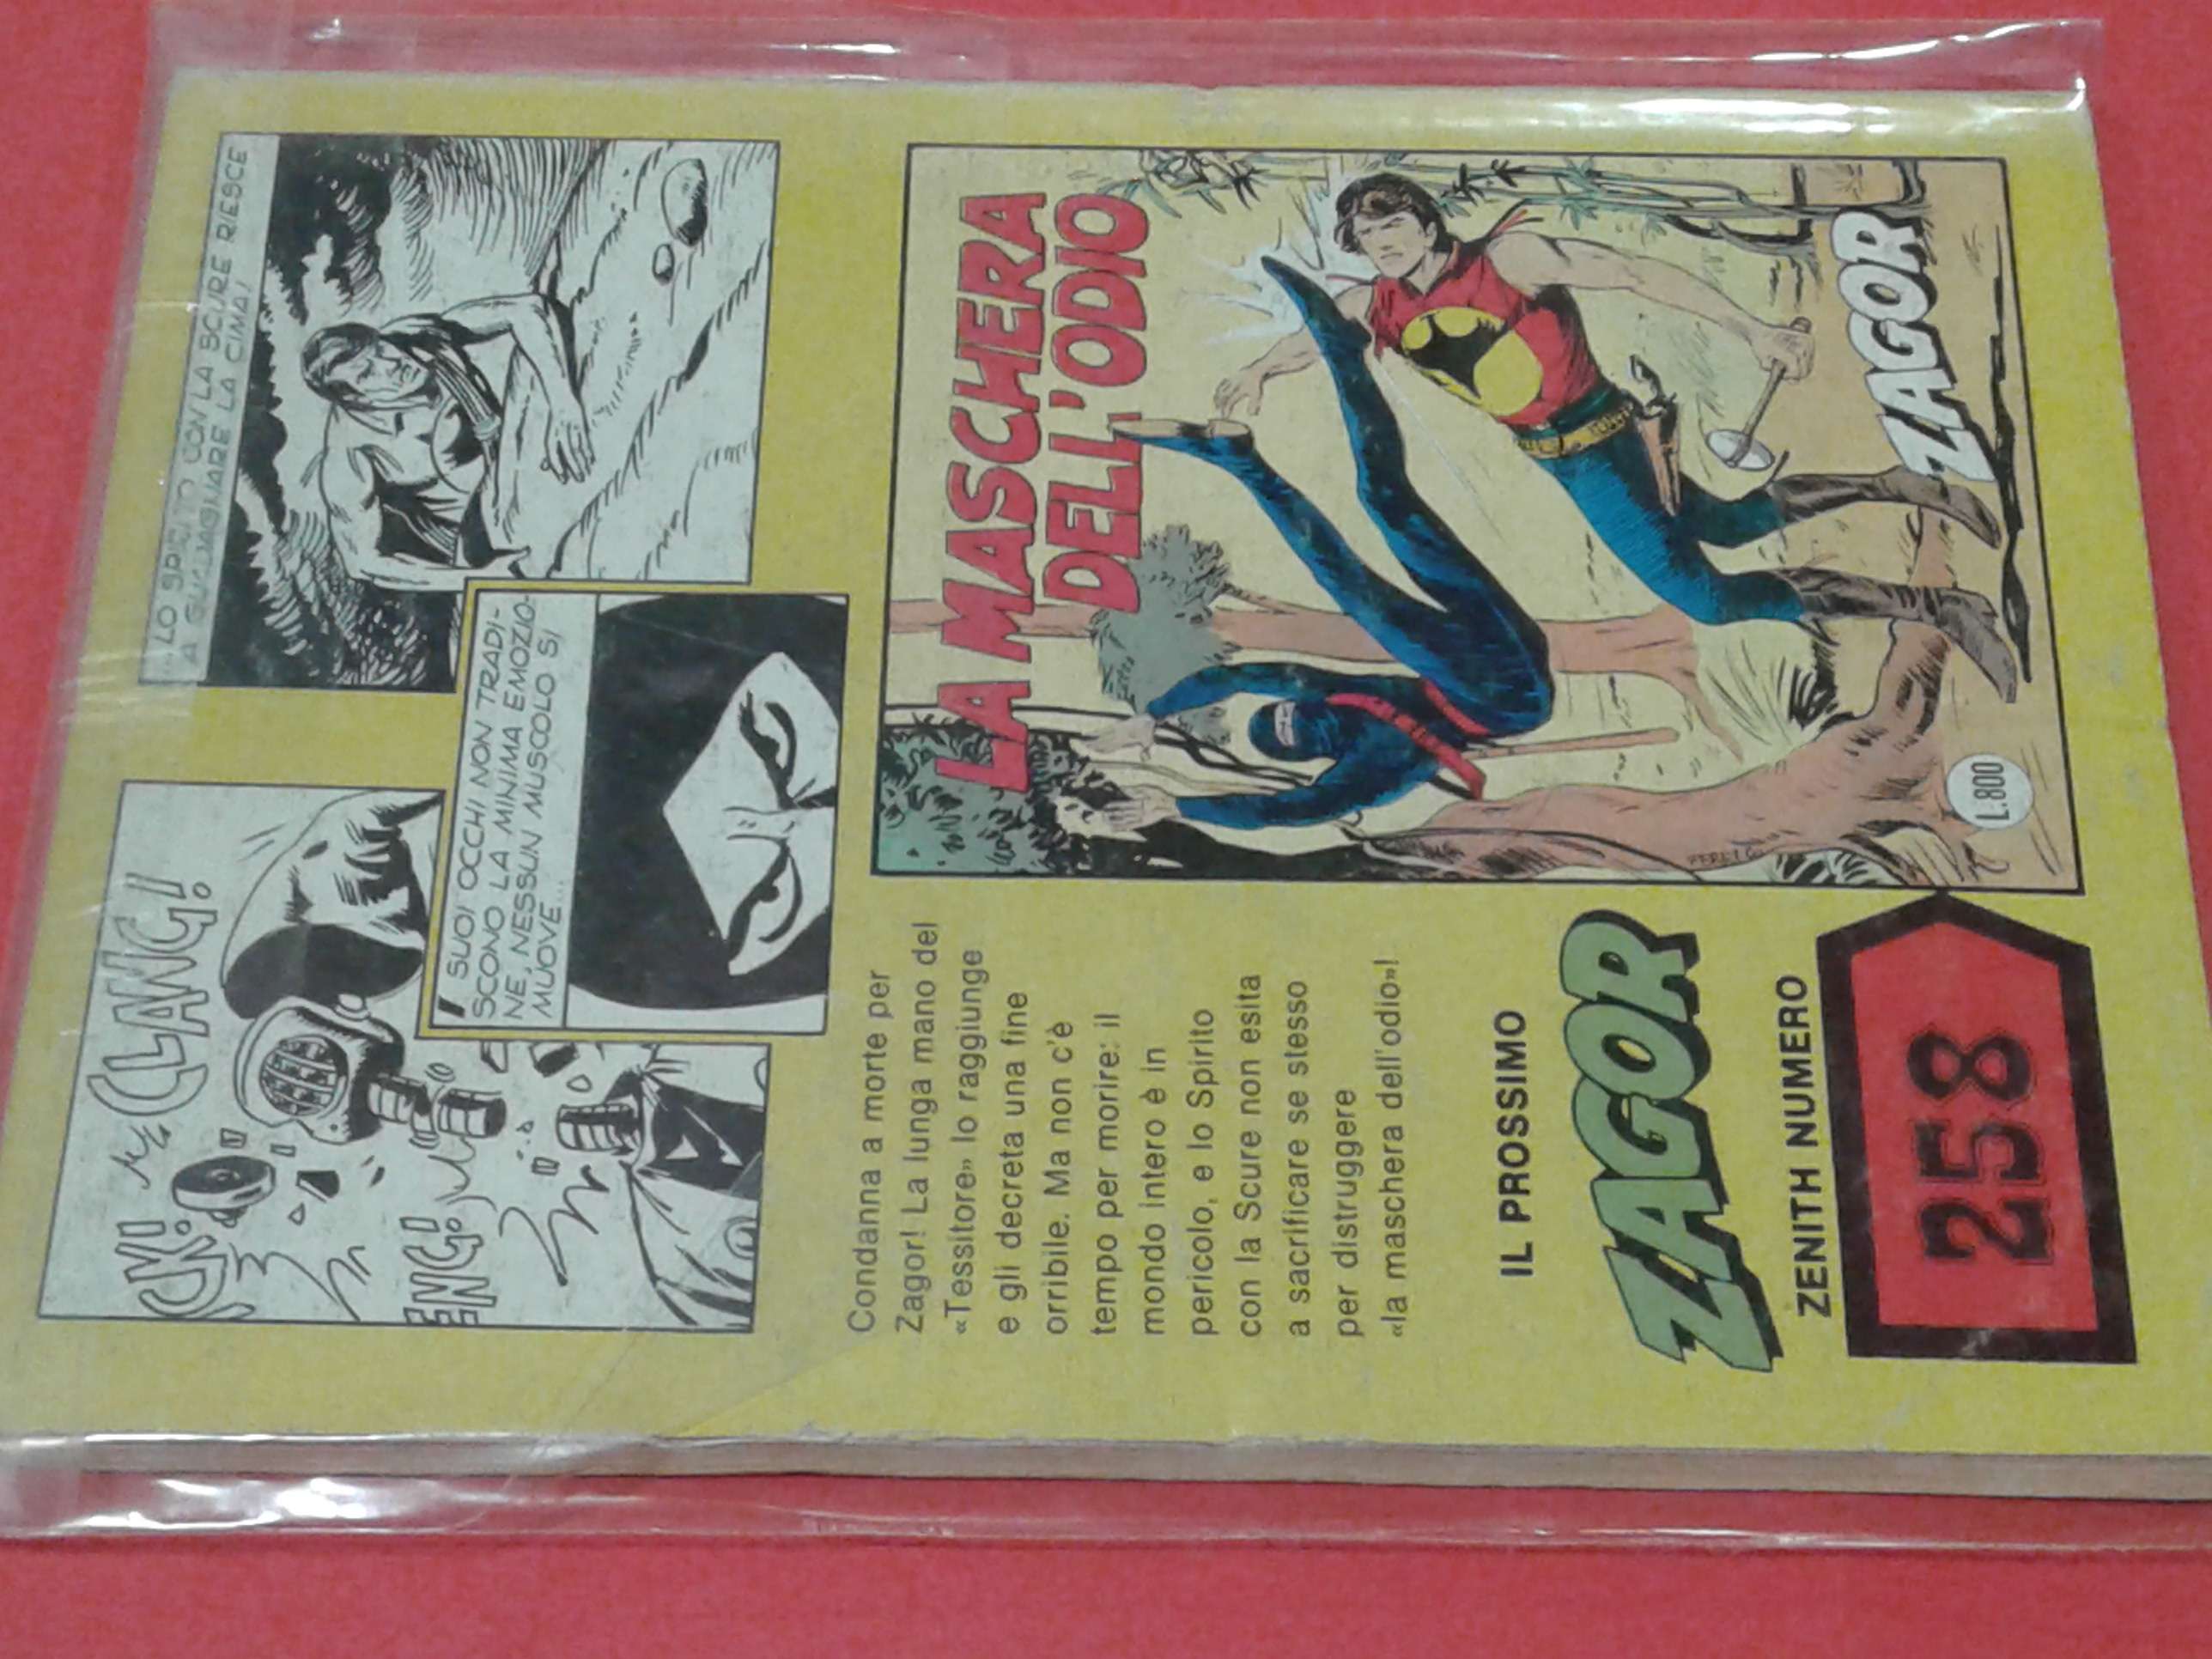 CLANG!
...LO SPIRITO CON LA SCURE RIESCE
A GUADAGNARE LA CIMA!
I SUOI OCCHI NON TRADI-
SCONO LA MINIMA EMOZIO-
NE, NESSUN MUSCOLO SI
MUOVE...
Condanna a morte per
Zagor! La lunga mano del
«Tessitore» lo raggiunge
e gli decreta una fine
orribile. Ma non c'è
tempo per morire: il
mondo intero è in
pericolo, e lo Spirito
con la Scure non esita
a sacrificare se stesso
per distruggere
«la maschera dell'odio»!
IL PROSSIMO
ZAGOR
ZENITH NUMERO
258
LA MASCHERA
DELL'ODIO
FERRI G.
L.800
ZAGOR